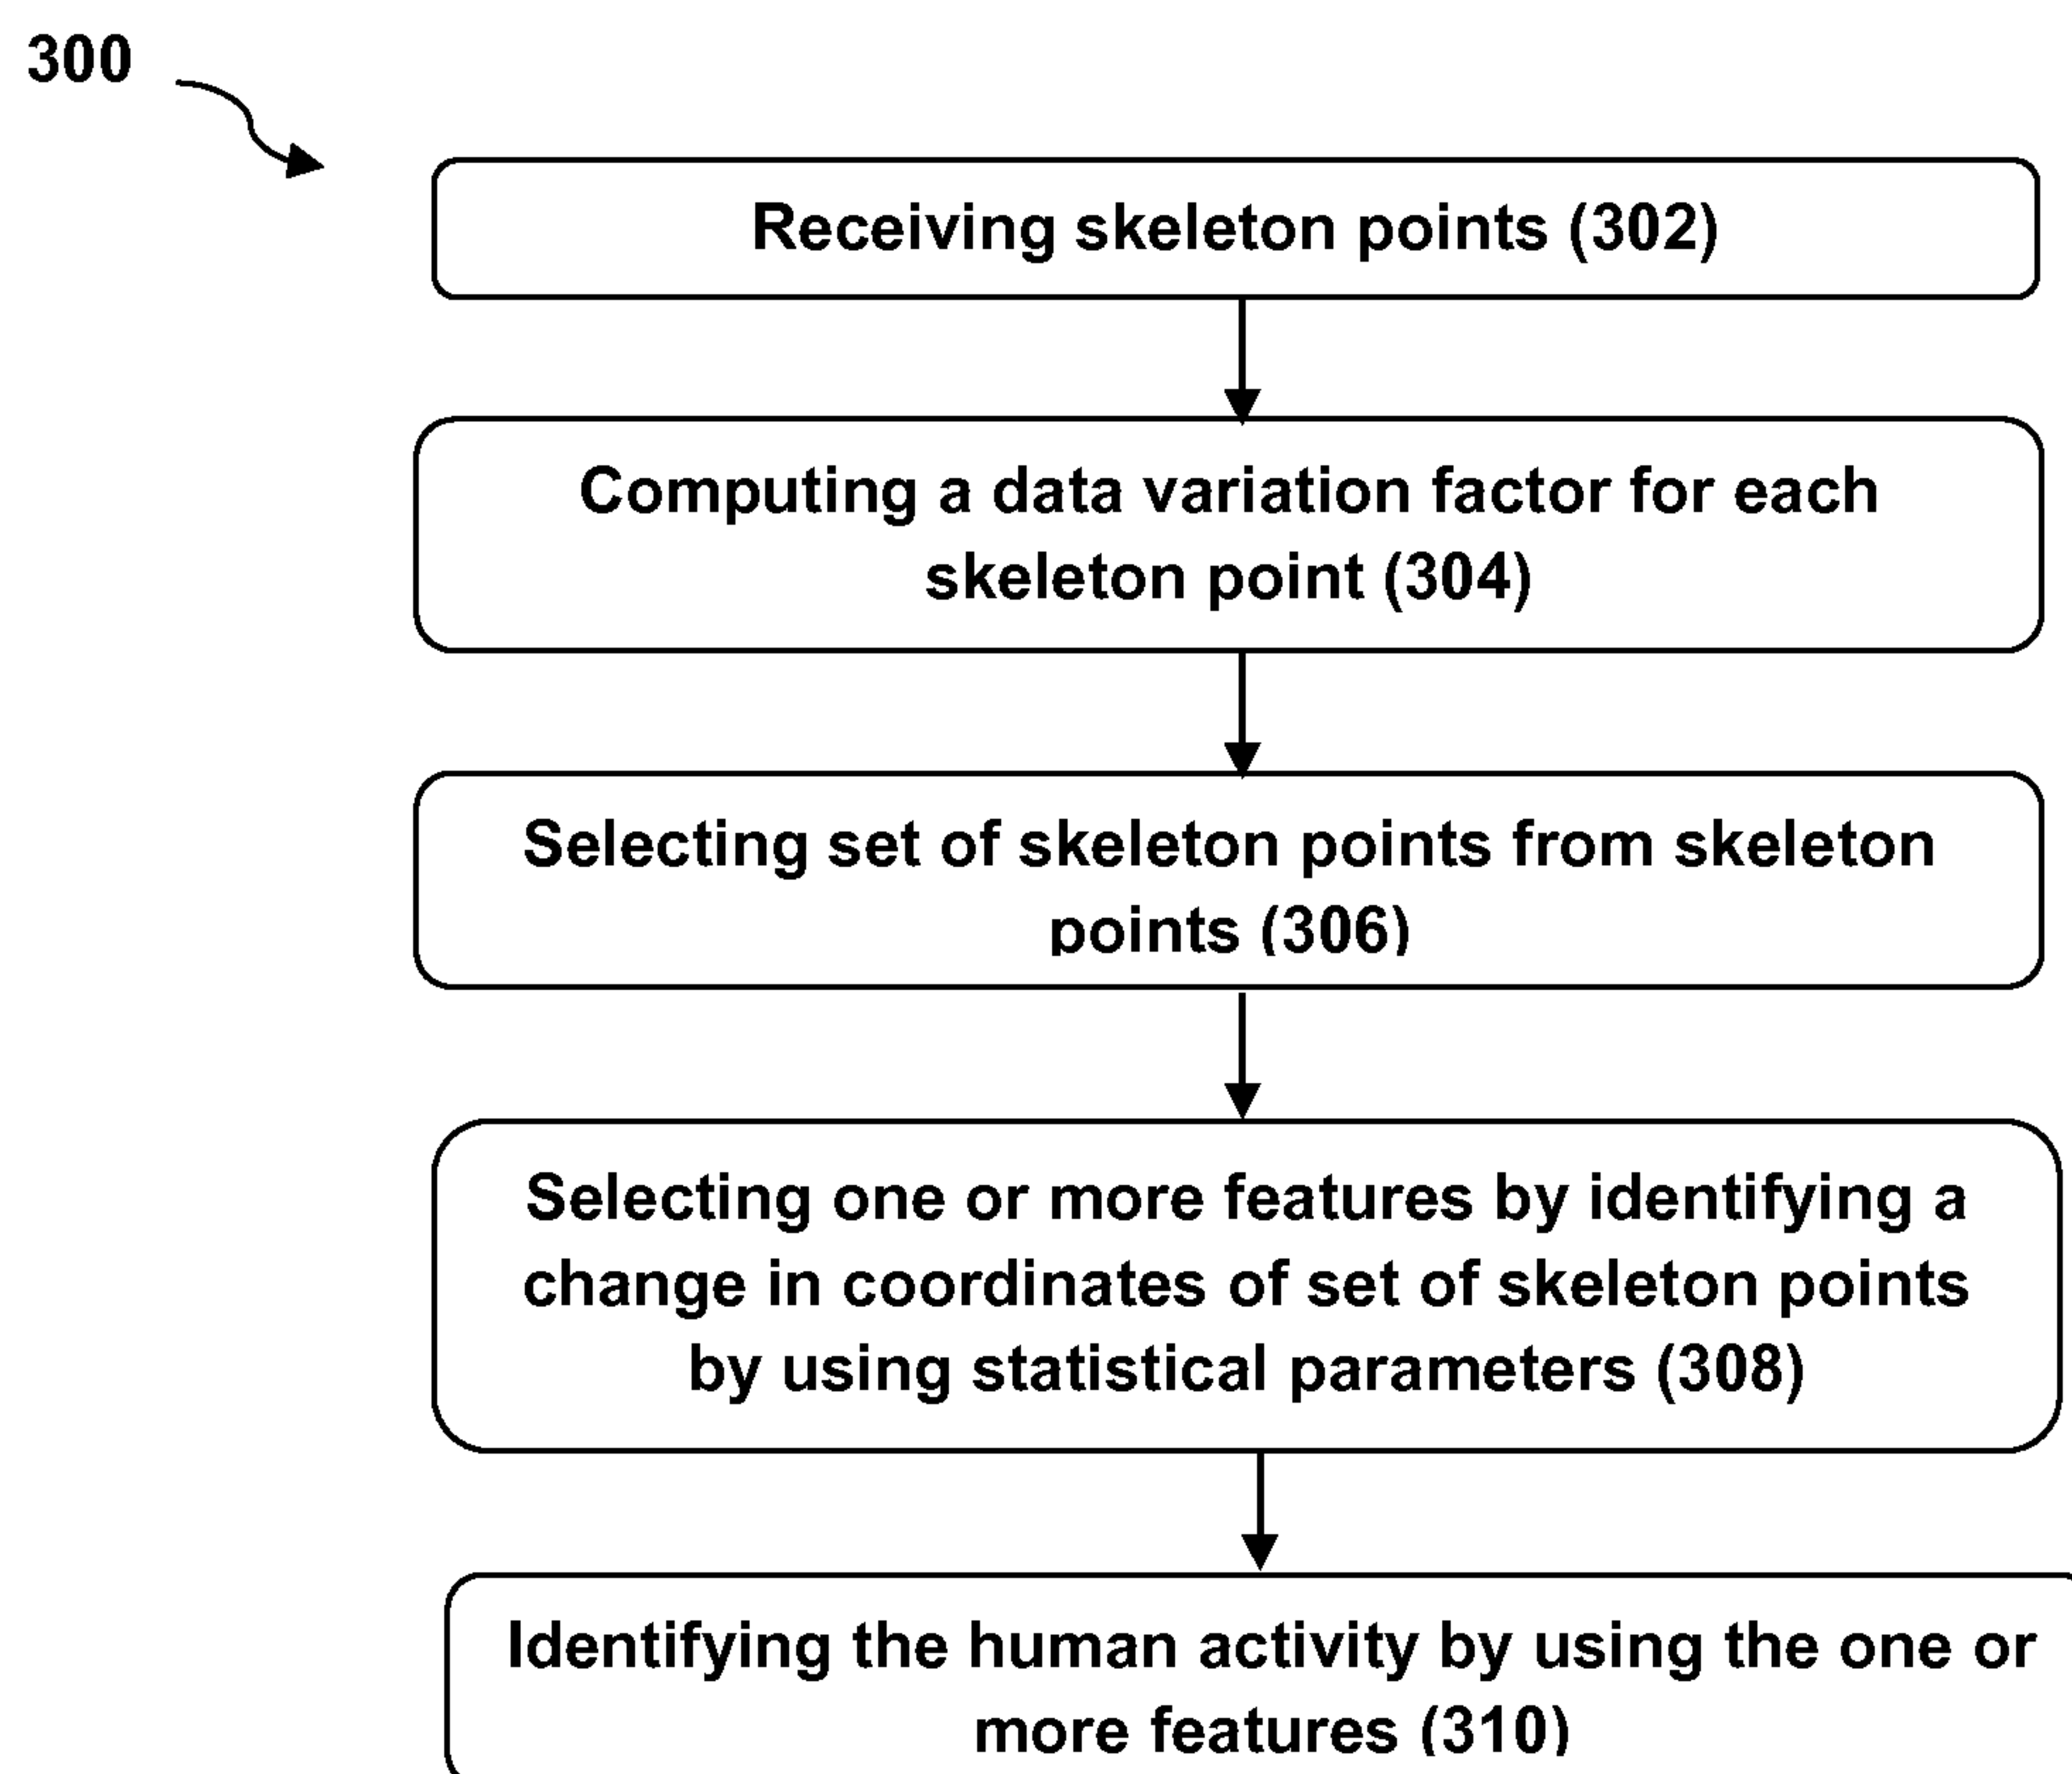 300
Receiving skeleton points (302)
Computing a data variation factor for each
skeleton point (304)
Selecting set of skeleton points from skeleton
points (306)
Selecting one or more features by identifying a
change in coordinates of set of skeleton points
by using statistical parameters (308)
Identifying the human activity by using the one or
more features (310)